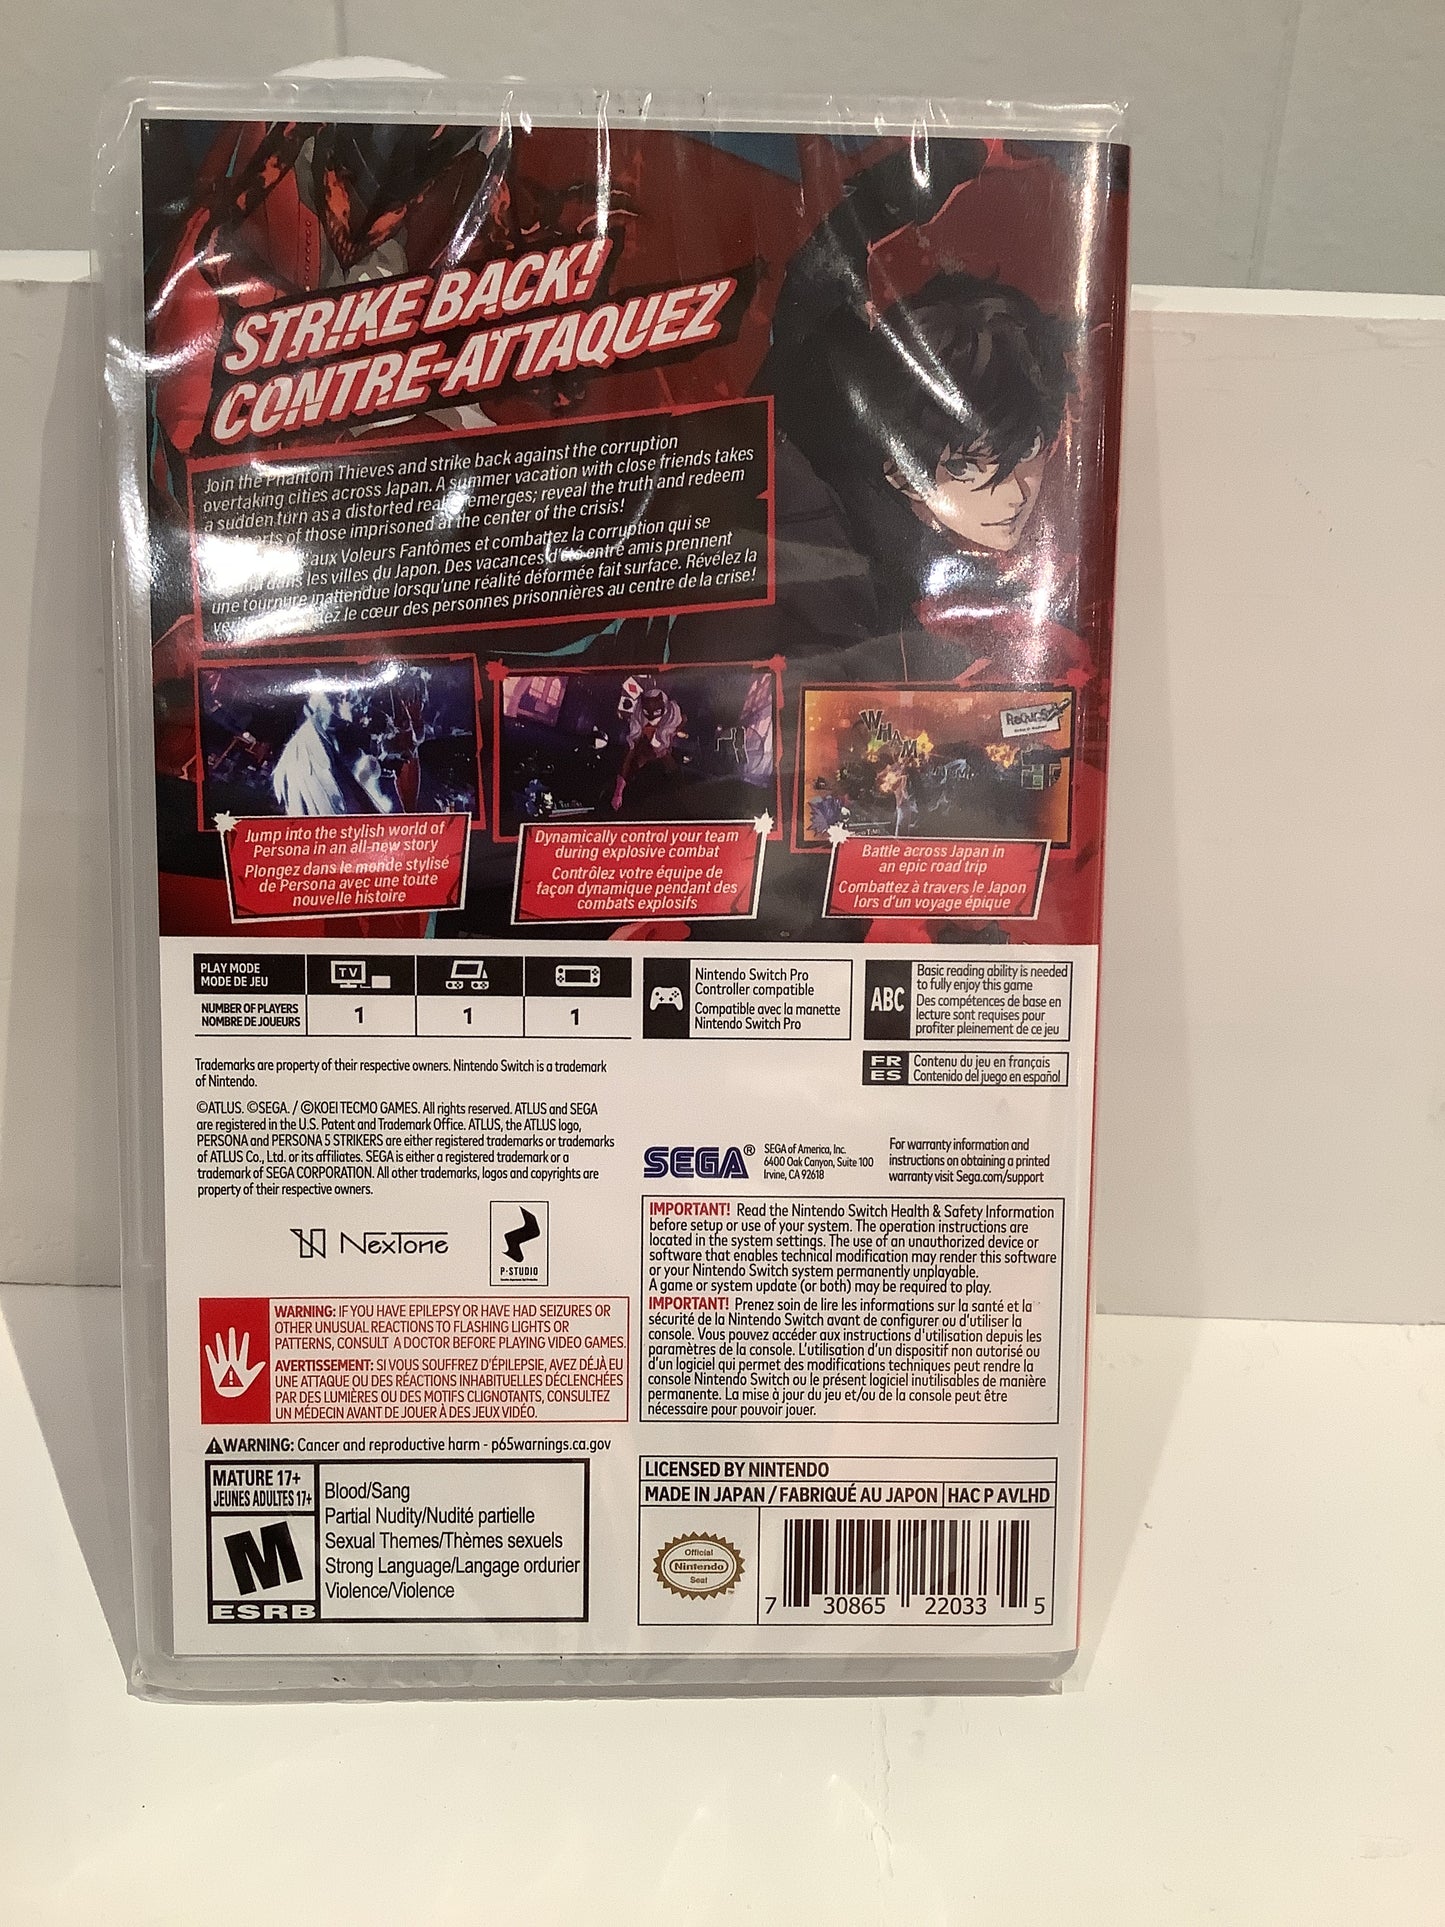 STRIKE BACK!
CONTRE-ATTAQUEZ
Join the Phantom Thieves and strike back against the corruption
overtaking cities across Japan. A summer vacation with close friends takes
a sudden turn as a distorted emerges; reveal the truth and redeem
of those imprisoned at the center of the crisis!
aux Voleurs Fantômes et combattez la corruption qui se
dans les villes du Japon. Des vacances d'été entre amis prennent
une tournure inattendue lorsqu'une réalité déformée fait surface. Révélez la
le cœur des personnes prisonnières au centre de la crise!
WHAM
Jump into the stylish world of
Persona in an all-new story
Plongez dans le monde stylisé
de Persona avec une toute
nouvelle histoire
Dynamically control your team
during explosive combat
Contrôlez votre équipe de
façon dynamique pendant des
combats explosifs
Battle across Japan in
an epic road trip
Combattez à travers le Japon
lors d'un voyage épique
PLAY MODE
MODE DE JEU
TV
NUMBER OF PLAYERS
NOMBRE DE JOUEURS
1 1 1
Nintendo Switch Pro
Controller compatible
Compatible avec la manette
Nintendo Switch Pro
ABC
Basic reading ability is needed
to fully enjoy this game
Des compétences de base en
lecture sont requises pour
profiter pleinement de ce jeu
FR Contenu du jeu en français
ES Contenido del juego en español
Trademarks are property of their respective owners. Nintendo Switch is a trademark
of Nintendo.
©ATLUS. ©SEGA. / ©KOEI TECMO GAMES. All rights reserved. ATLUS and SEGA
are registered in the U.S. Patent and Trademark Office. ATLUS, the ATLUS logo,
PERSONA and PERSONA 5 STRIKERS are either registered trademarks or trademarks
of ATLUS Co., Ltd. or its affiliates. SEGA is either a registered trademark or a
trademark of SEGA CORPORATION. All other trademarks, logos and copyrights are
property of their respective owners.
SEGA®
SEGA of America, Inc.
6400 Oak Canyon, Suite 100
Irvine, CA 92618
For warranty information and
instructions on obtaining a printed
warranty visit Sega.com/support
NexTone
P-STUDIO
IMPORTANT! Read the Nintendo Switch Health & Safety Information
before setup or use of your system. The operation instructions are
located in the system settings. The use of an unauthorized device or
software that enables technical modification may render this software
or your Nintendo Switch system permanently unplayable.
A game or system update (or both) may be required to play.
IMPORTANT! Prenez soin de lire les informations sur la santé et la
sécurité de la Nintendo Switch avant de configurer ou d'utiliser la
console. Vous pouvez accéder aux instructions d'utilisation depuis les
paramètres de la console. L'utilisation d'un dispositif non autorisé ou
d'un logiciel qui permet des modifications techniques peut rendre la
console Nintendo Switch ou le présent logiciel inutilisables de manière
permanente. La mise à jour du jeu et/ou de la console peut être
nécessaire pour pouvoir jouer.
WARNING: IF YOU HAVE EPILEPSY OR HAVE HAD SEIZURES OR
OTHER UNUSUAL REACTIONS TO FLASHING LIGHTS OR
PATTERNS, CONSULT A DOCTOR BEFORE PLAYING VIDEO GAMES.
AVERTISSEMENT: SI VOUS SOUFFREZ D'ÉPILEPSIE, AVEZ DÉJÀ EU
UNE ATTAQUE OU DES RÉACTIONS INHABITUELLES DÉCLENCHÉES
PAR DES LUMIÈRES OU DES MOTIFS CLIGNOTANTS, CONSULTEZ
UN MÉDECIN AVANT DE JOUER À DES JEUX VIDÉO.
WARNING: Cancer and reproductive harm - p65warnings.ca.gov
MATURE 17+
JEUNES ADULTES 17+
M
ESRB
Blood/Sang
Partial Nudity/Nudité partielle
Sexual Themes/Thèmes sexuels
Strong Language/Langage ordurier
Violence/Violence
LICENSED BY NINTENDO
MADE IN JAPAN / FABRIQUÉ AU JAPON HAC P AVLHD
Official
Nintendo
Seal
7 30865 22033 5